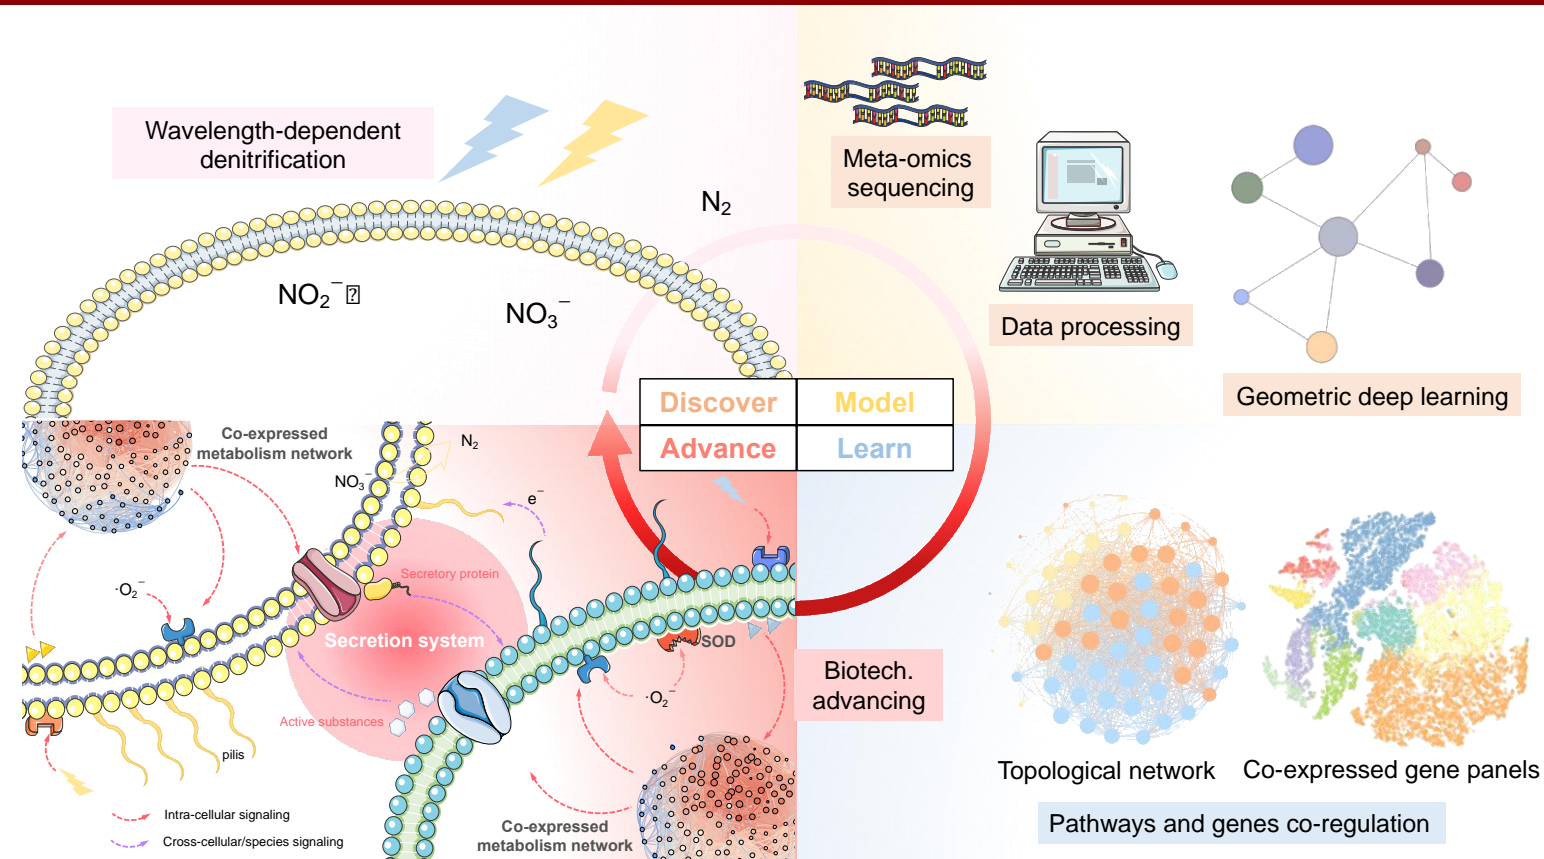 Wavelength-dependent
denitrification
N₂
NO₂⁻
NO₃⁻
Meta-omics
sequencing
Data processing
Geometric deep learning
Discover
Model
Advance
Learn
Co-expressed
metabolism network
N₂
NO₃⁻
e⁻
·O₂⁻
Secretory protein
Secretion system
SOD
·O₂⁻
Active substances
pilis
Intra-cellular signaling
Cross-cellular/species signaling
Co-expressed
metabolism network
Biotech.
advancing
Topological network
Co-expressed gene panels
Pathways and genes co-regulation